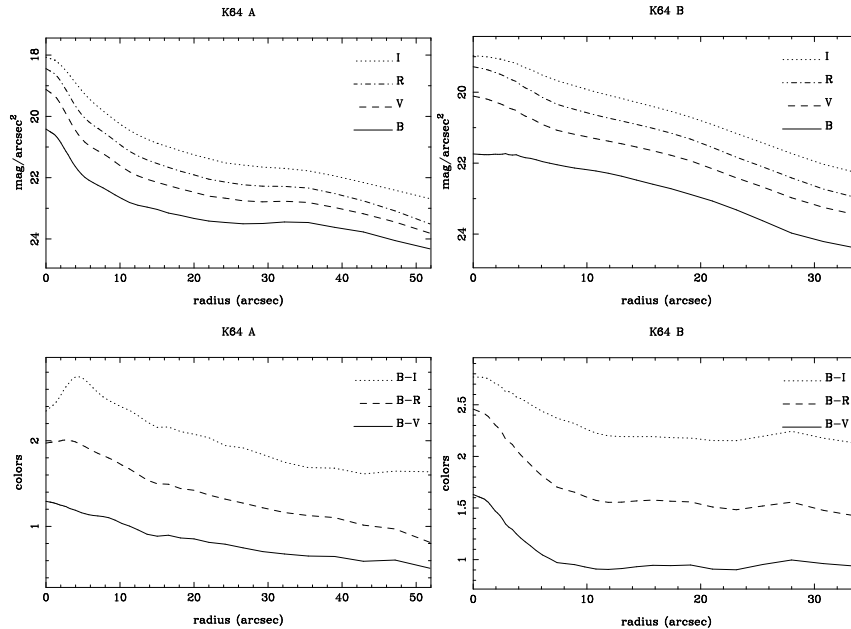 K64 A
I
R
V
B
18
20
22
24
mag/arcsec²
0 10 20 30 40 50
radius (arcsec)
K64 B
I
R
V
B
20
22
24
mag/arcsec²
0 10 20 30
radius (arcsec)
K64 A
B-I
B-R
B-V
2
1
colors
0 10 20 30 40 50
radius (arcsec)
K64 B
B-I
B-R
B-V
2.5
2
1.5
1
colors
0 10 20 30
radius (arcsec)